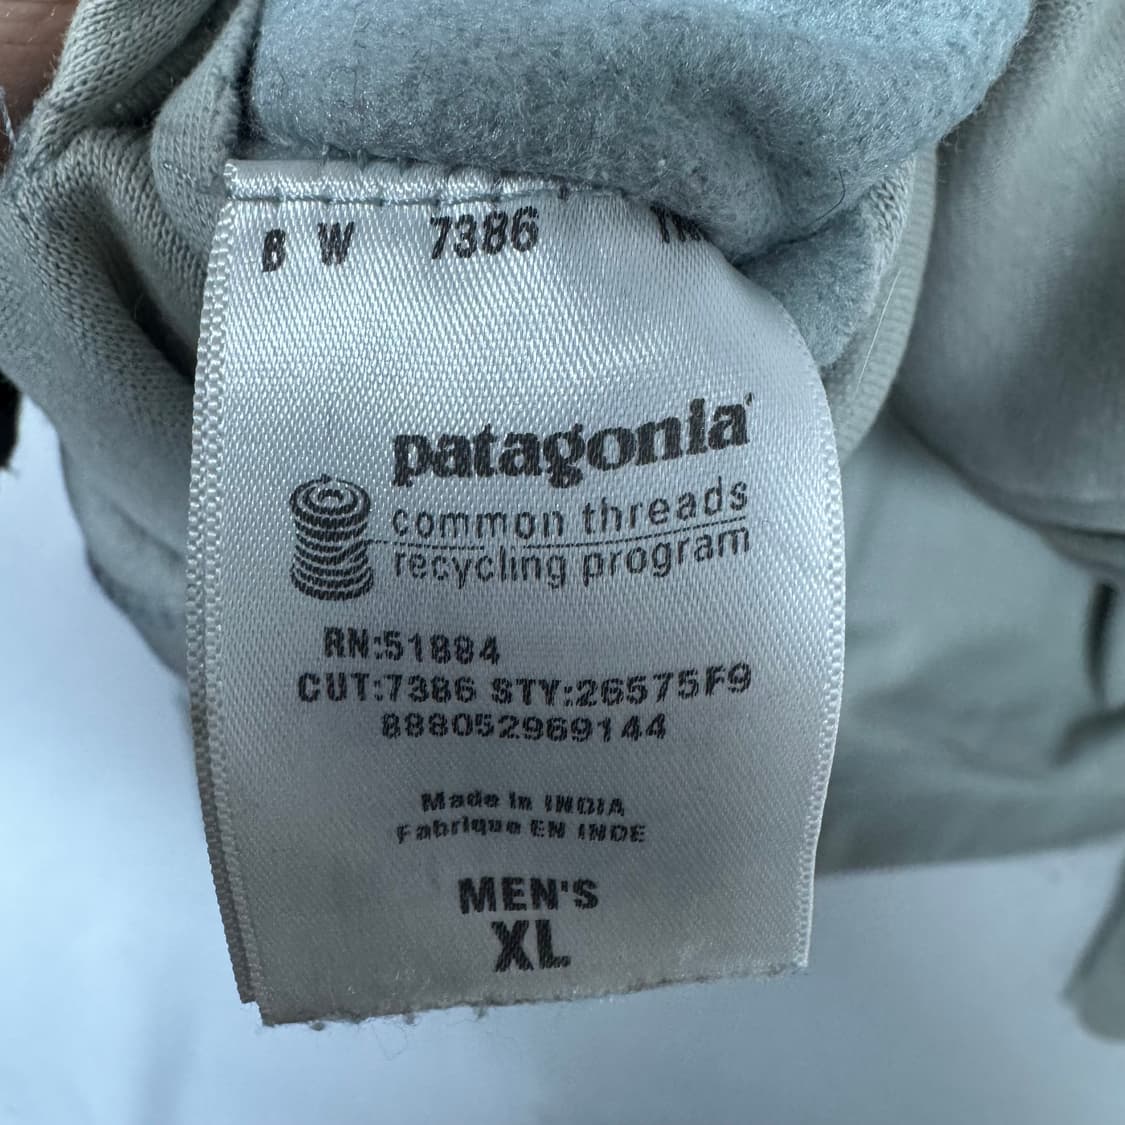 B W 7386
patagonia
common threads
recycling program
RN:51884
CUT:7386 STY:26575F9
888052969144
Made in INDIA
Fabrique EN INDE
MEN'S
XL